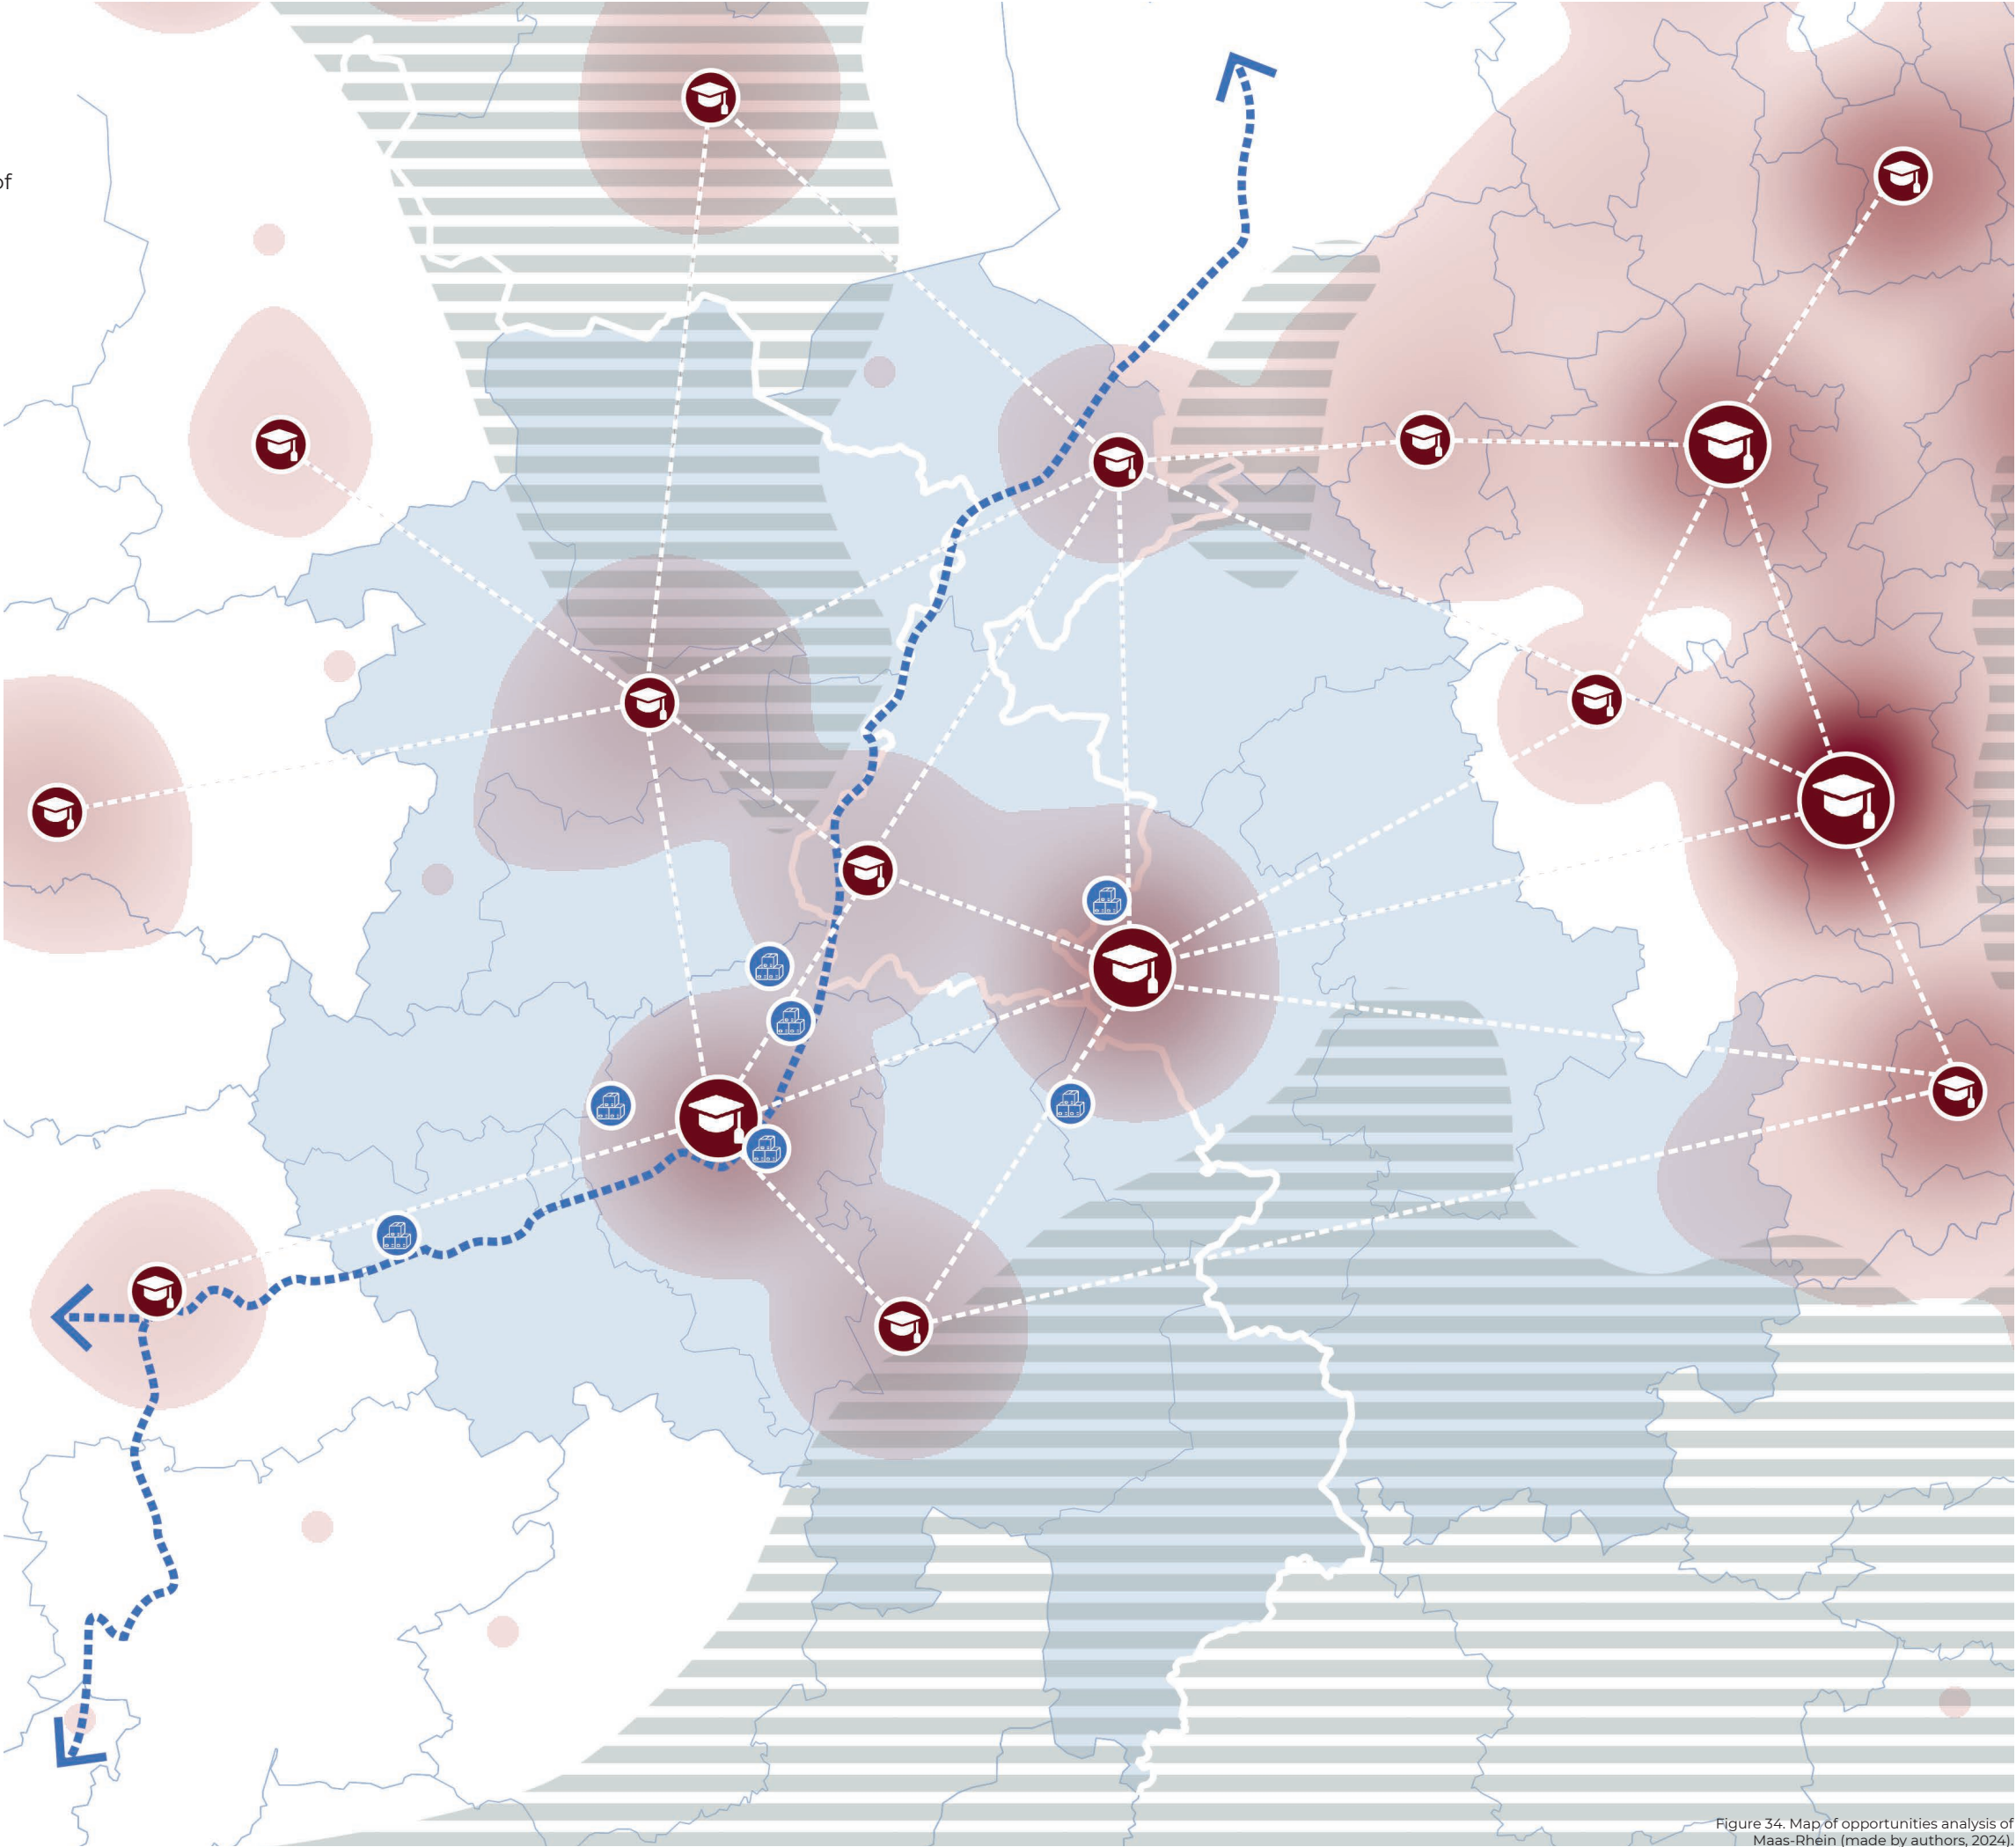 of
Figure 34. Map of opportunities analysis of
Maas-Rhein (made by authors, 2024).